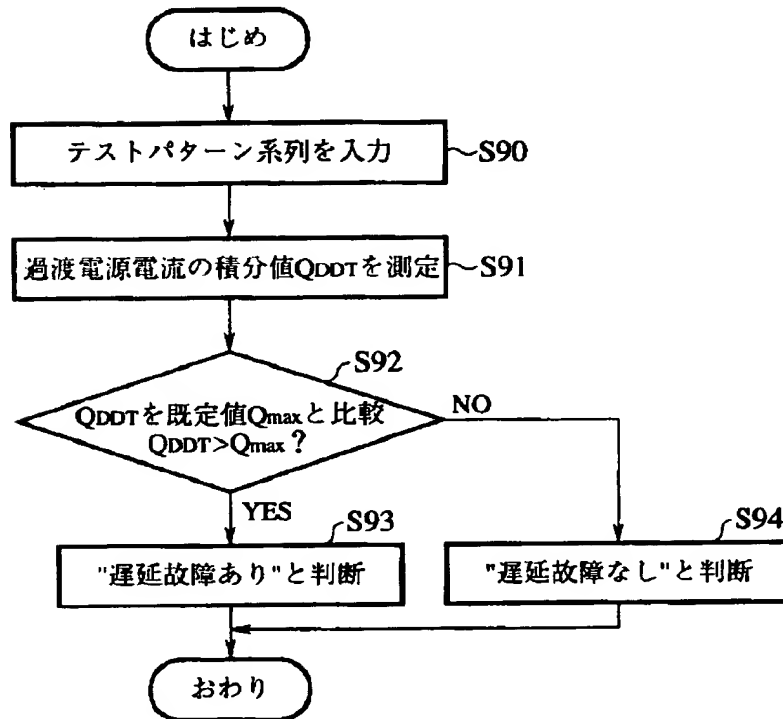 はじめ
テストパターン系列を入力
S90
過渡電源電流の積分値QDDTを測定
S91
S92
QDDTを既定値Qmaxと比較
QDDT>Qmax?
NO
YES
S93
"遅延故障あり"と判断
S94
"遅延故障なし"と判断
おわり